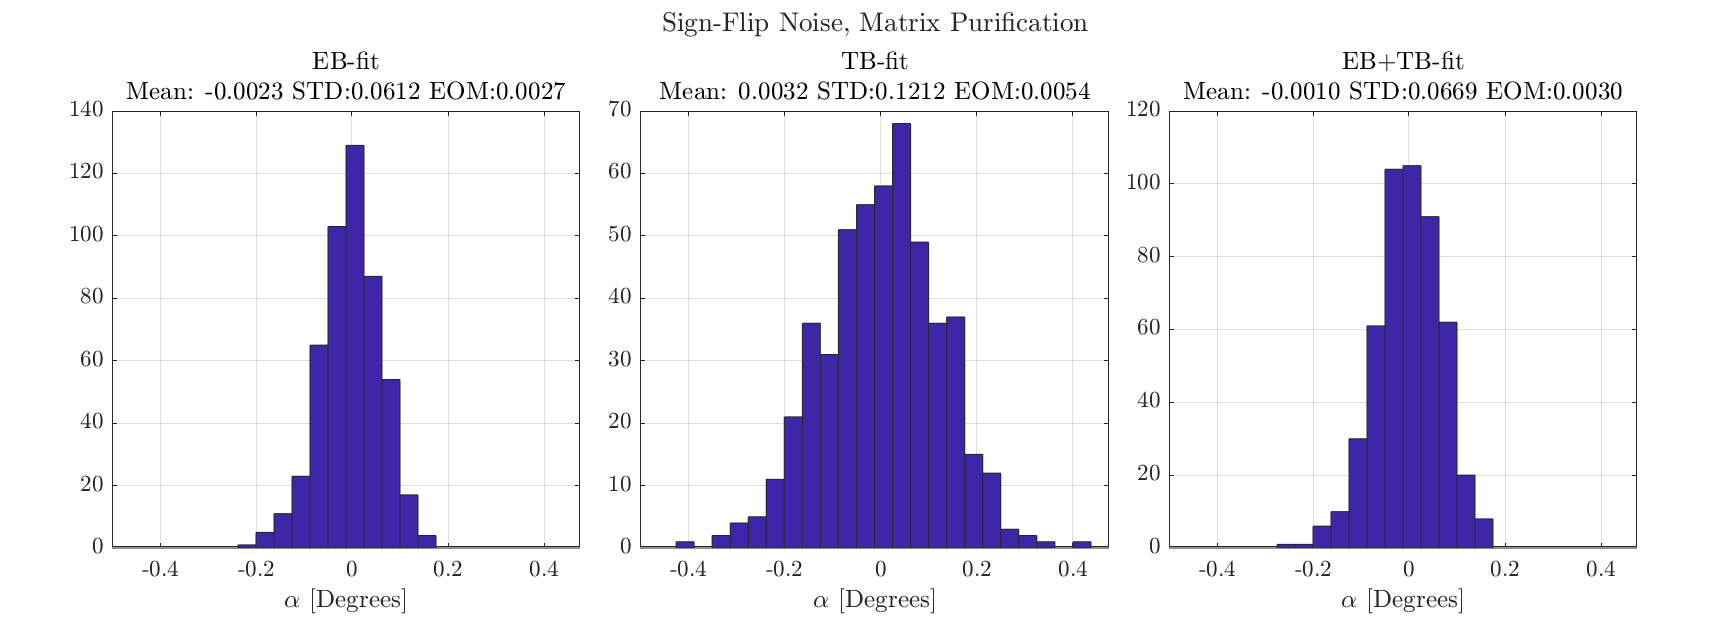 Sign-Flip Noise, Matrix Purification
EB-fit
Mean: -0.0023 STD:0.0612 EOM:0.0027
140
120
100
80
60
40
20
0
-0.4 -0.2 0 0.2 0.4
α [Degrees]
TB-fit
Mean: 0.0032 STD:0.1212 EOM:0.0054
70
60
50
40
30
20
10
0
-0.4 -0.2 0 0.2 0.4
α [Degrees]
EB+TB-fit
Mean: -0.0010 STD:0.0669 EOM:0.0030
120
100
80
60
40
20
0
-0.4 -0.2 0 0.2 0.4
α [Degrees]